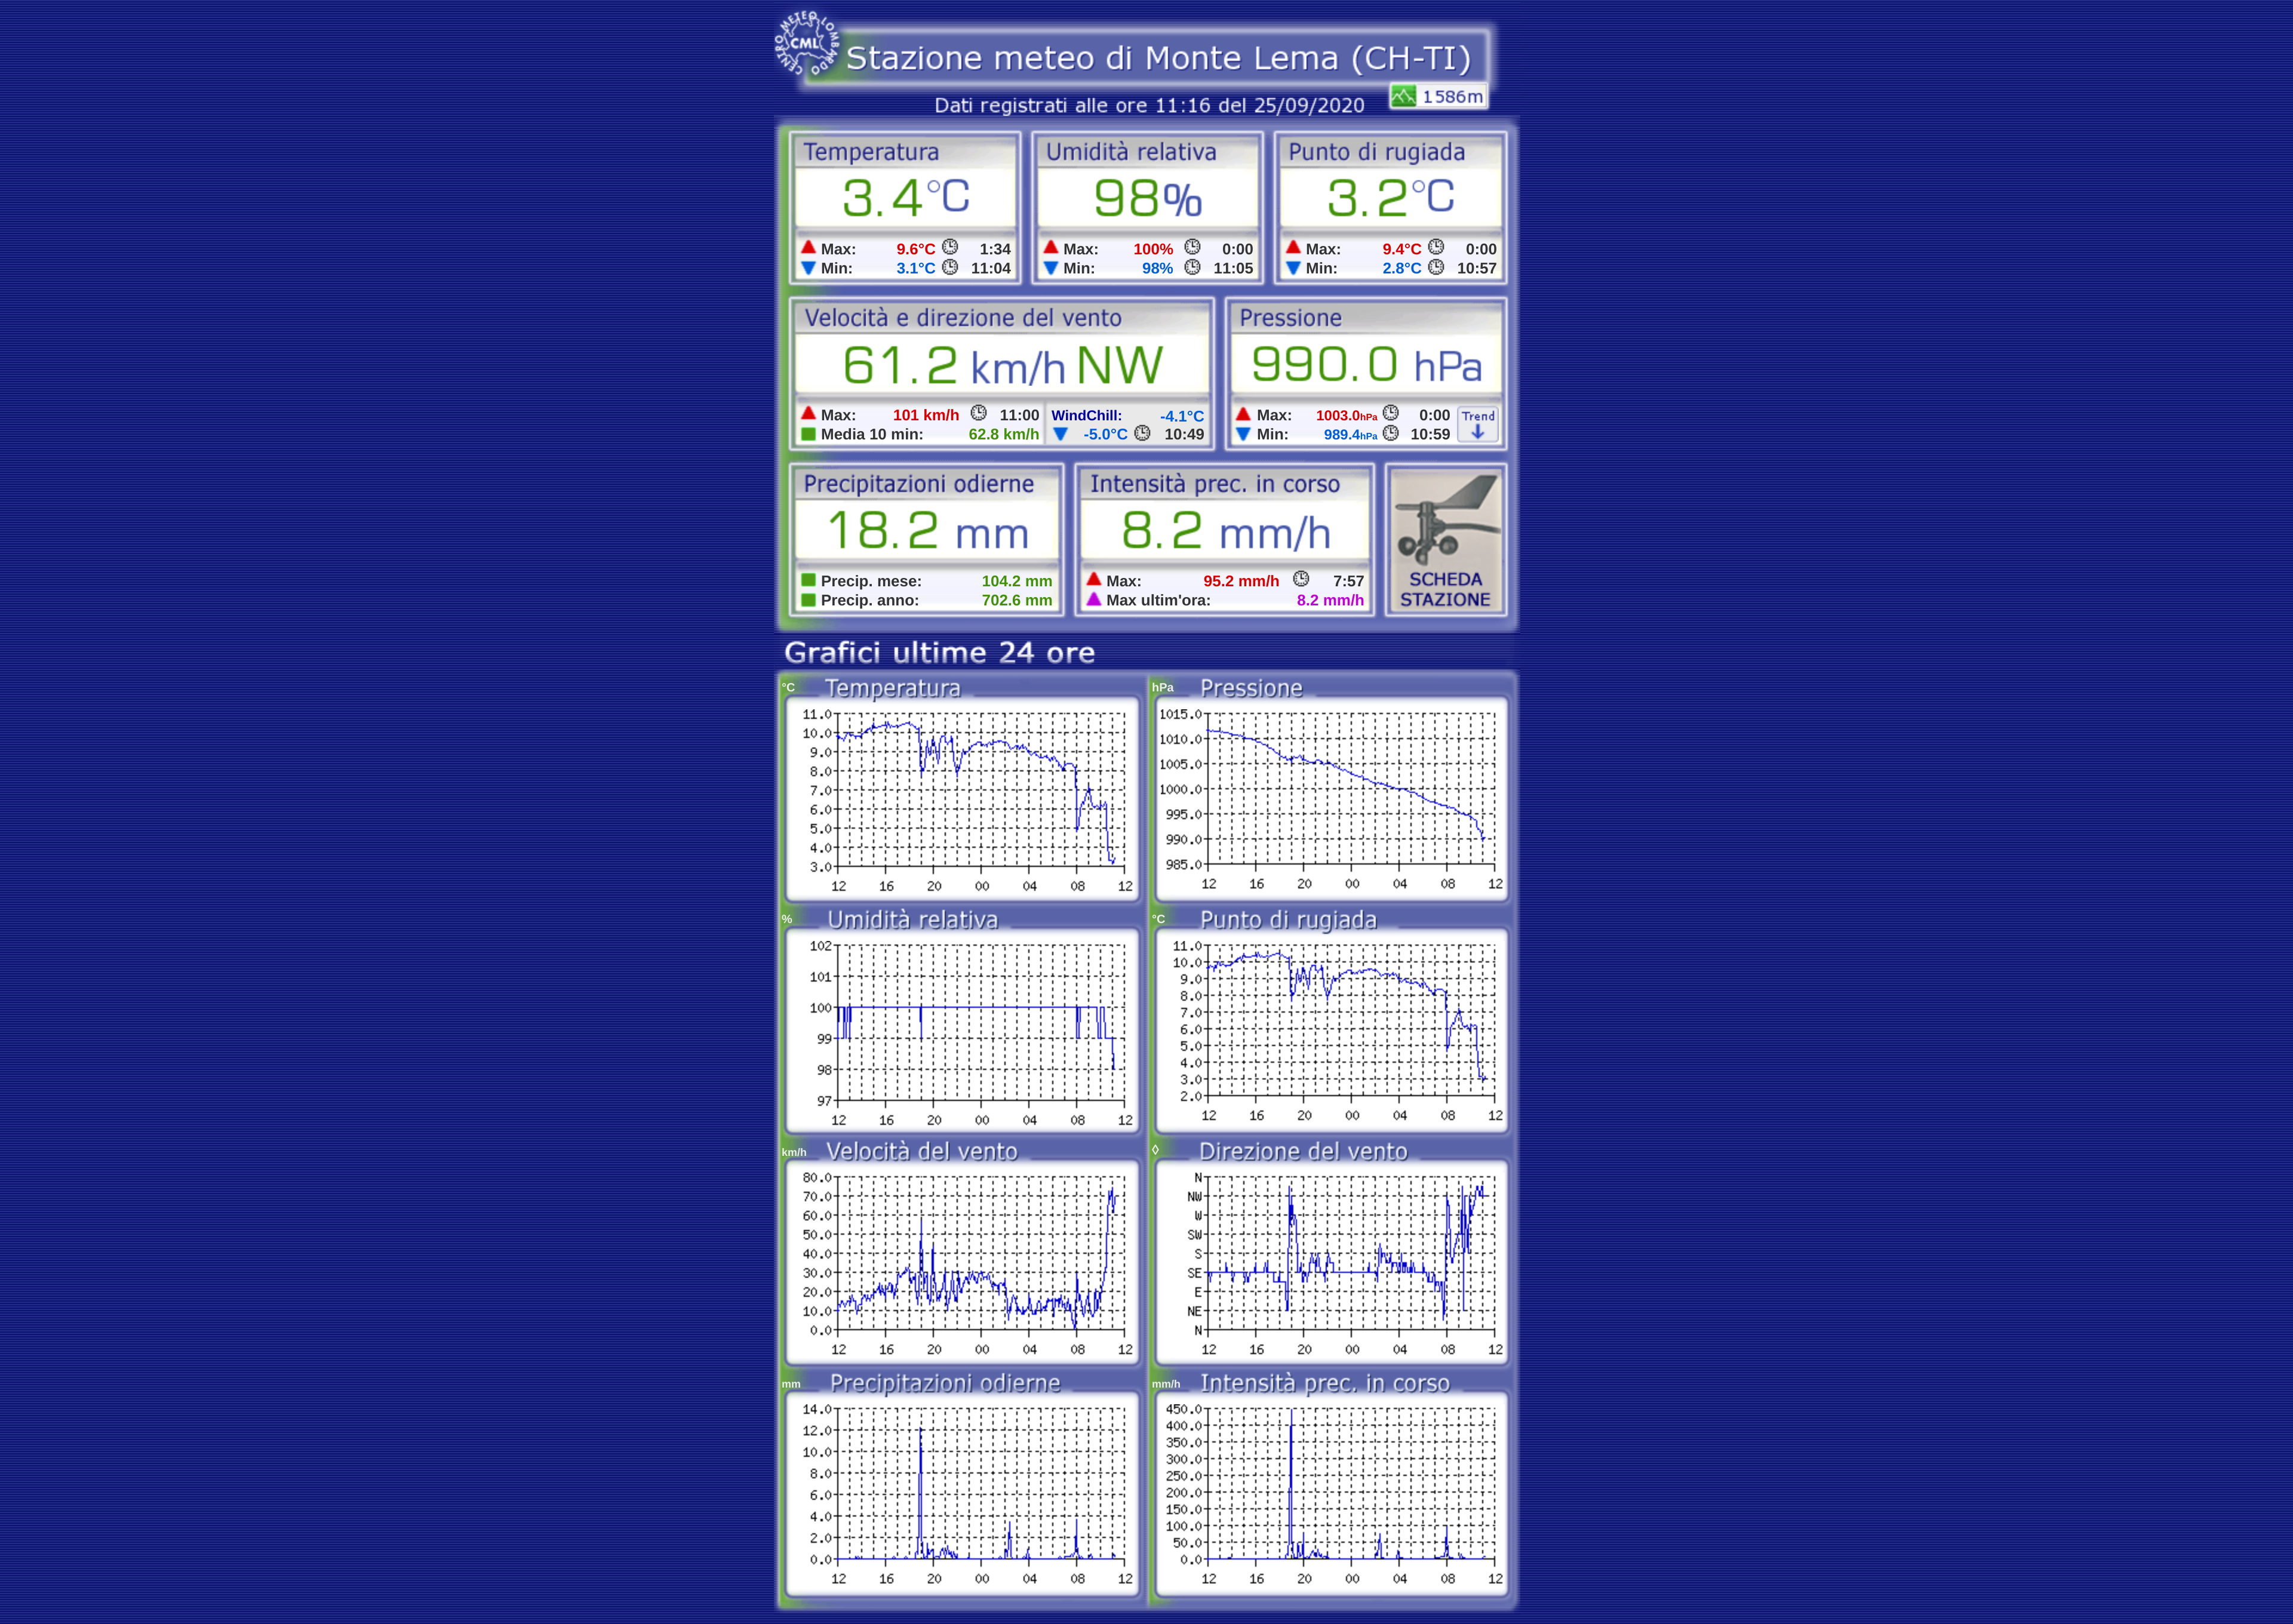 CENTRO METEO LOMBARDO
CML
Stazione meteo di Monte Lema (CH-TI)
Dati registrati alle ore 11:16 del 25/09/2020
1586m
Temperatura
3.4°C
Max: 9.6°C 1:34
Min: 3.1°C 11:04
Umidità relativa
98%
Max: 100% 0:00
Min: 98% 11:05
Punto di rugiada
3.2°C
Max: 9.4°C 0:00
Min: 2.8°C 10:57
Velocità e direzione del vento
61.2 km/h NW
Max: 101 km/h 11:00
Media 10 min: 62.8 km/h
WindChill: -4.1°C
-5.0°C 10:49
Pressione
990.0 hPa
Max: 1003.0hPa 0:00
Min: 989.4hPa 10:59
Trend
Precipitazioni odierne
18.2 mm
Precip. mese: 104.2 mm
Precip. anno: 702.6 mm
Intensità prec. in corso
8.2 mm/h
Max: 95.2 mm/h 7:57
Max ultim'ora: 8.2 mm/h
SCHEDA
STAZIONE
Grafici ultime 24 ore
°C Temperatura
11.0
10.0
9.0
8.0
7.0
6.0
5.0
4.0
3.0
12 16 20 00 04 08 12
hPa Pressione
1015.0
1010.0
1005.0
1000.0
995.0
990.0
985.0
12 16 20 00 04 08 12
% Umidità relativa
102
101
100
99
98
97
12 16 20 00 04 08 12
°C Punto di rugiada
11.0
10.0
9.0
8.0
7.0
6.0
5.0
4.0
3.0
2.0
12 16 20 00 04 08 12
km/h Velocità del vento
80.0
70.0
60.0
50.0
40.0
30.0
20.0
10.0
0.0
12 16 20 00 04 08 12
◊ Direzione del vento
N
NW
W
SW
S
SE
E
NE
N
12 16 20 00 04 08 12
mm Precipitazioni odierne
14.0
12.0
10.0
8.0
6.0
4.0
2.0
0.0
12 16 20 00 04 08 12
mm/h Intensità prec. in corso
450.0
400.0
350.0
300.0
250.0
200.0
150.0
100.0
50.0
0.0
12 16 20 00 04 08 12